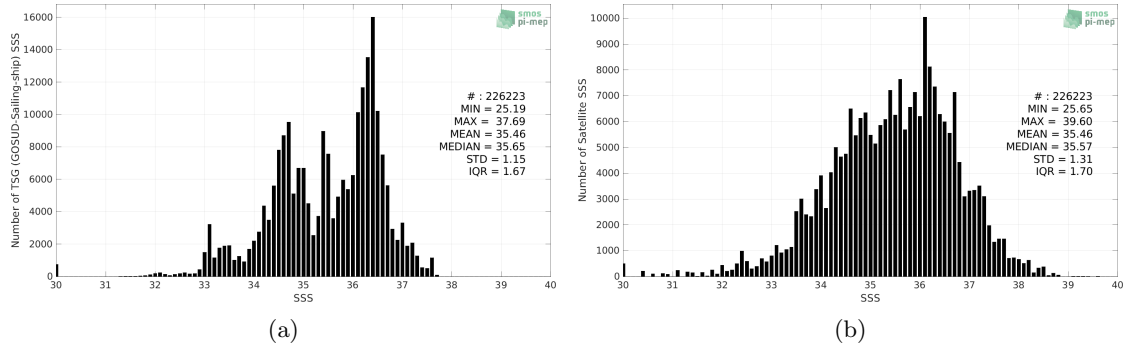 16000
14000
12000
10000
8000
6000
4000
2000
0
30 31 32 33 34 35 36 37 38 39 40
SSS
Number of TSG (GOSUD-Sailing-ship) SSS
smos
pi-mep
# : 226223
MIN = 25.19
MAX = 37.69
MEAN = 35.46
MEDIAN = 35.65
STD = 1.15
IQR = 1.67
(a)
10000
9000
8000
7000
6000
5000
4000
3000
2000
1000
0
30 31 32 33 34 35 36 37 38 39 40
SSS
Number of Satellite SSS
smos
pi-mep
# : 226223
MIN = 25.65
MAX = 39.60
MEAN = 35.46
MEDIAN = 35.57
STD = 1.31
IQR = 1.70
(b)